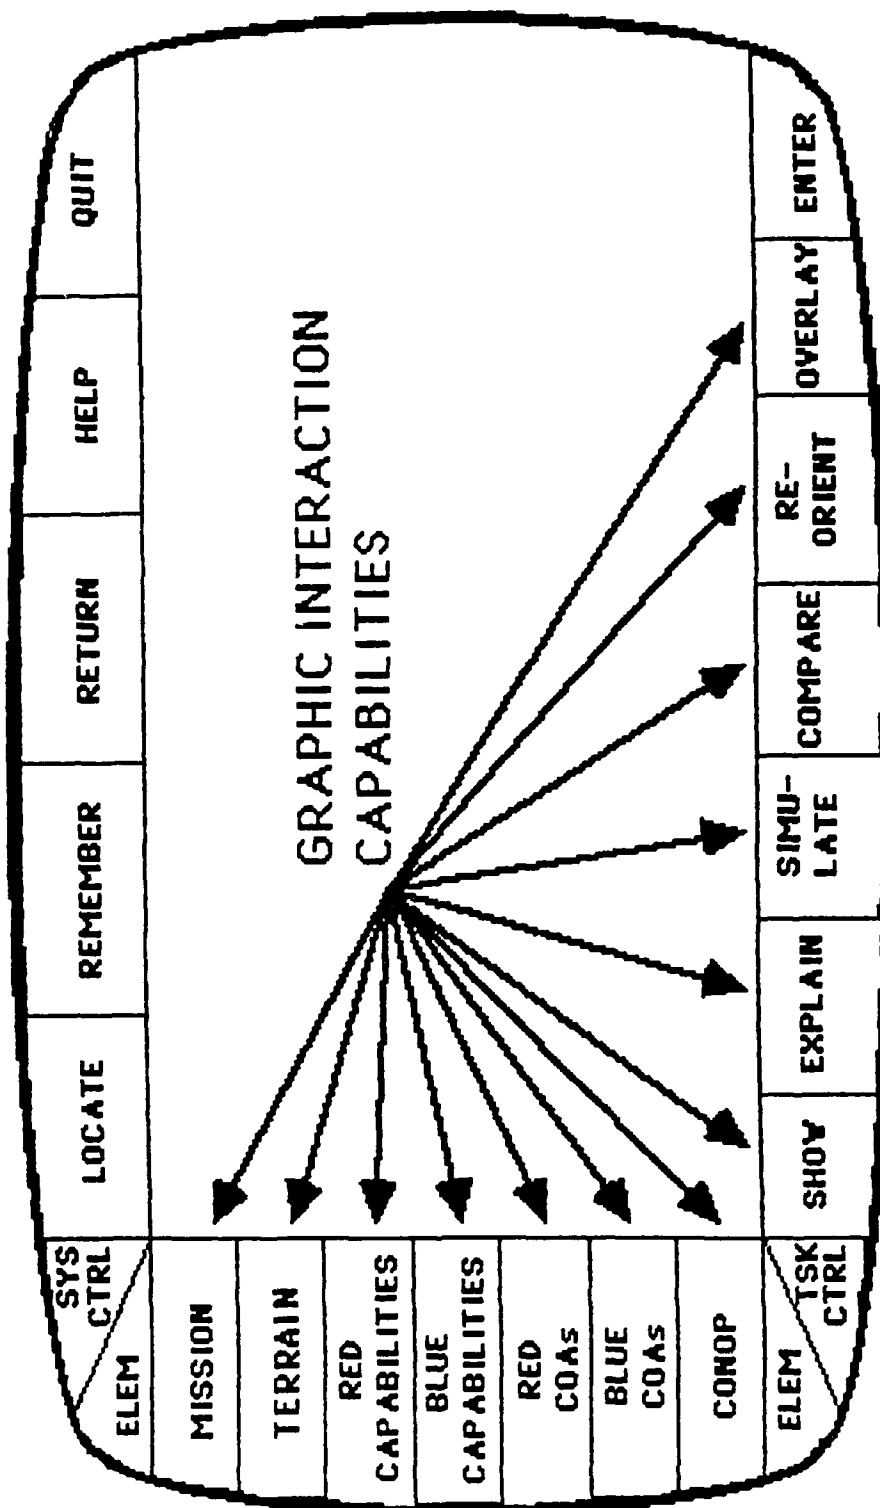 SYS
CTRL
LOCATE
REMEMBER
RETURN
HELP
QUIT
ELEM
MISSION
TERRAIN
RED
CAPABILITIES
BLUE
CAPABILITIES
RED
COAs
BLUE
COAs
CONOP
GRAPHIC INTERACTION
CAPABILITIES
ELEM
TSK
CTRL
SHOW
EXPLAIN
SIMU-
LATE
COMPARE
RE-
ORIENT
OVERLAY
ENTER